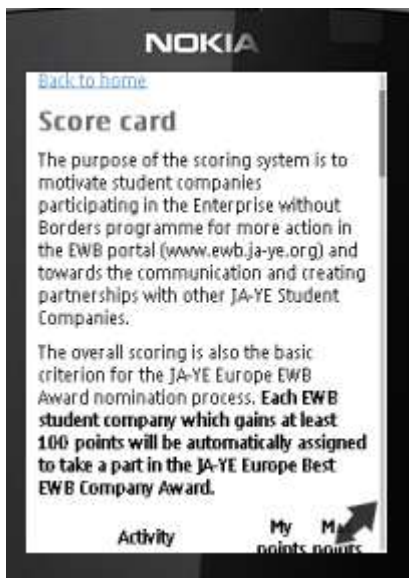 NOKIA
Back to home
Score card
The purpose of the scoring system is to
motivate student companies
participating in the Enterprise without
Borders programme for more action in
the EWB portal (www.ewb.ja-ye.org) and
towards the communication and creating
partnerships with other JA-YE Student
Companies.
The overall scoring is also the basic
criterion for the JA-YE Europe EWB
Award nomination process. Each EWB
student company which gains at least
100 points will be automatically assigned
to take a part in the JA-YE Europe Best
EWB Company Award.
Activity My
points points